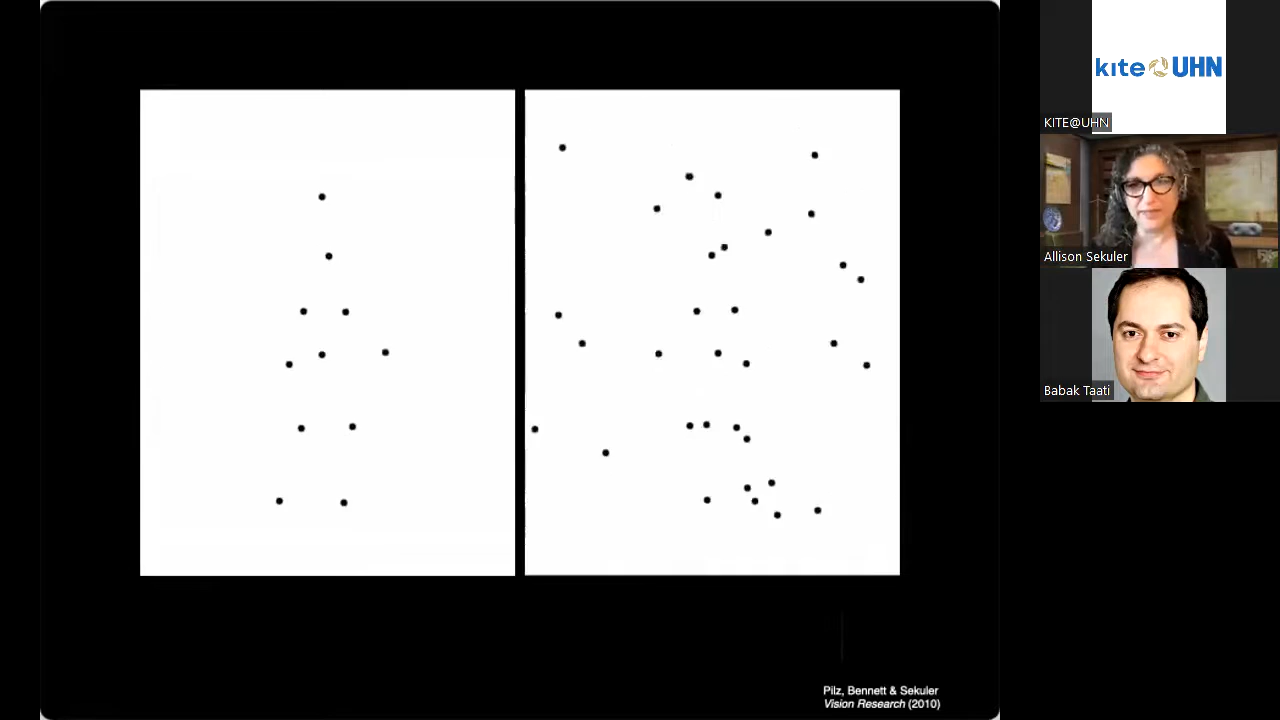 kite UHN
KITE@UHN
Allison Sekuler
Babak Taati
Pilz, Bennett & Sekuler
Vision Research (2010)